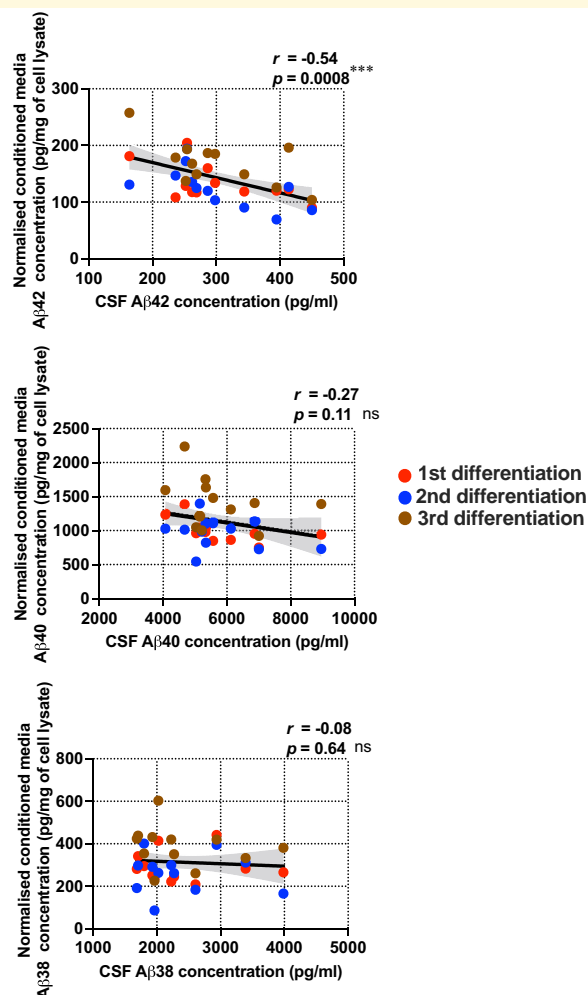 r = -0.54
p = 0.0008 ***
Normalised conditioned media
Aβ42 concentration (pg/mg of cell lysate)
300
200
100
0
100
200
300
400
500
CSF Aβ42 concentration (pg/ml)
r = -0.27
p = 0.11 ns
Normalised conditioned media
Aβ40 concentration (pg/mg of cell lysate)
2500
2000
1500
1000
500
0
2000
4000
6000
8000
10000
CSF Aβ40 concentration (pg/ml)
1st differentiation
2nd differentiation
3rd differentiation
r = -0.08
p = 0.64 ns
Normalised conditioned media
Aβ38 concentration (pg/mg of cell lysate)
800
600
400
200
0
1000
2000
3000
4000
5000
CSF Aβ38 concentration (pg/ml)